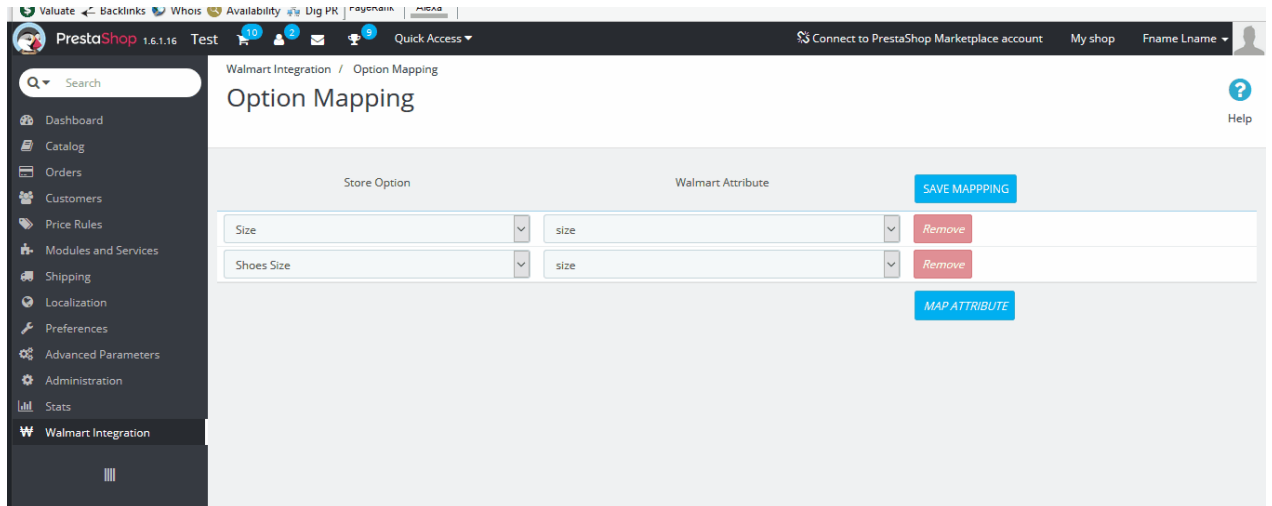 Valuate Backlinks Whois Availability Dig PR PageRank Alexa
PrestaShop 1.6.1.16 Test 10 2 9 Quick Access Connect to PrestaShop Marketplace account My shop Fname Lname
Search
Walmart Integration / Option Mapping
Option Mapping
Help
Dashboard
Catalog
Orders
Customers
Price Rules
Modules and Services
Shipping
Localization
Preferences
Advanced Parameters
Administration
Stats
Walmart Integration
Store Option Walmart Attribute SAVE MAPPPING
Size size Remove
Shoes Size size Remove
MAP ATTRIBUTE